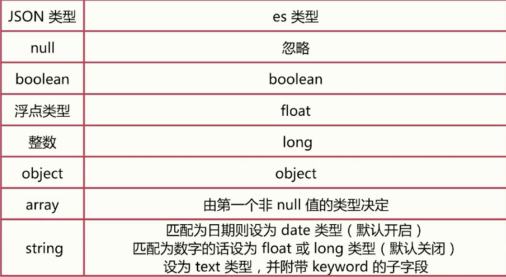 JSON 类型 es 类型
null 忽略
boolean boolean
浮点类型 float
整数 long
object object
array 由第一个非 null 值的类型决定
匹配为日期则设为 date 类型（默认开启）
string 匹配为数字的话设为 float 或 long 类型（默认关闭）
设为 text 类型，并附带 keyword 的子字段